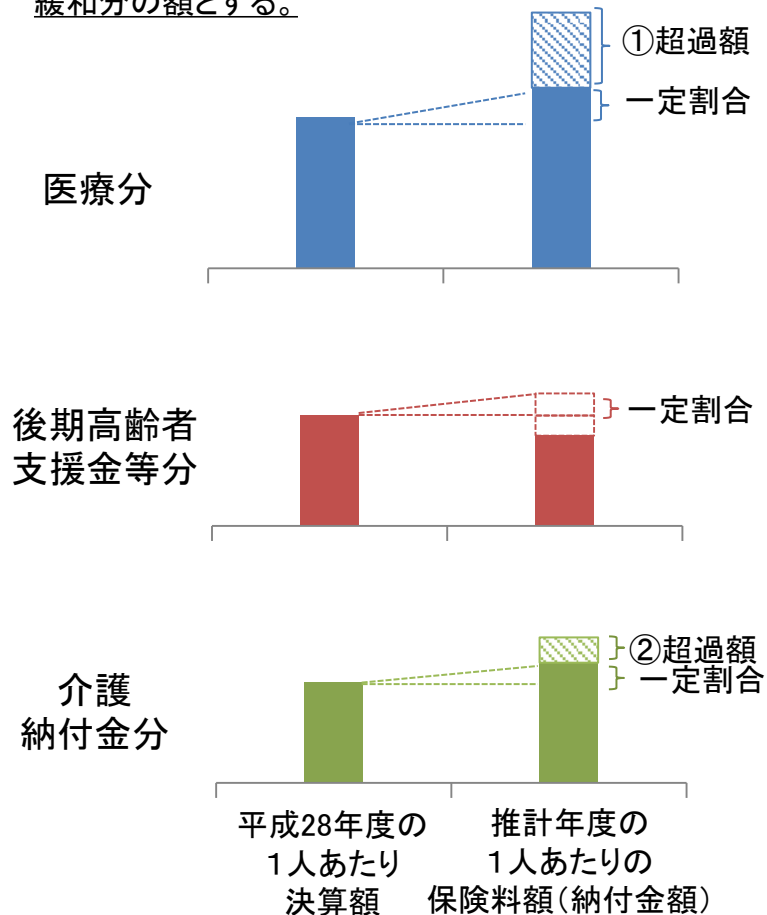 緩和分の額とする。
①超過額
一定割合
医療分
一定割合
後期高齢者
支援金等分
②超過額
一定割合
介護
納付金分
平成28年度の
１人あたり
決算額
推計年度の
１人あたりの
保険料額（納付金額）